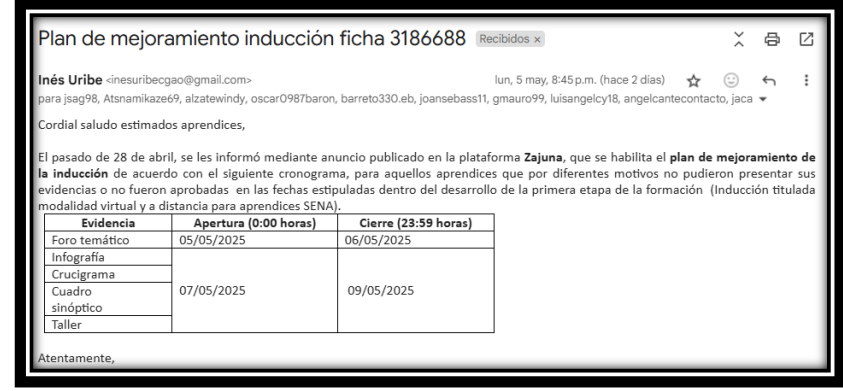 Plan de mejoramiento inducción ficha 3186688 Recibidos x
Inés Uribe <inesuribecgao@gmail.com> lun, 5 may, 8:45 p.m. (hace 2 días)
para jsag98, Atsnamikaze69, alzatewindy, oscar0987baron, barreto330.eb, joansebass11, gmauro99, luisangelcy18, angelcantecontacto, jaca
Cordial saludo estimados aprendices,
El pasado de 28 de abril, se les informó mediante anuncio publicado en la plataforma Zajuna, que se habilita el plan de mejoramiento de
la inducción de acuerdo con el siguiente cronograma, para aquellos aprendices que por diferentes motivos no pudieron presentar sus
evidencias o no fueron aprobadas en las fechas estipuladas dentro del desarrollo de la primera etapa de la formación (Inducción titulada
modalidad virtual y a distancia para aprendices SENA).
Evidencia Apertura (0:00 horas) Cierre (23:59 horas)
Foro temático 05/05/2025 06/05/2025
Infografía
Crucigrama
Cuadro 07/05/2025 09/05/2025
sinóptico
Taller
Atentamente,